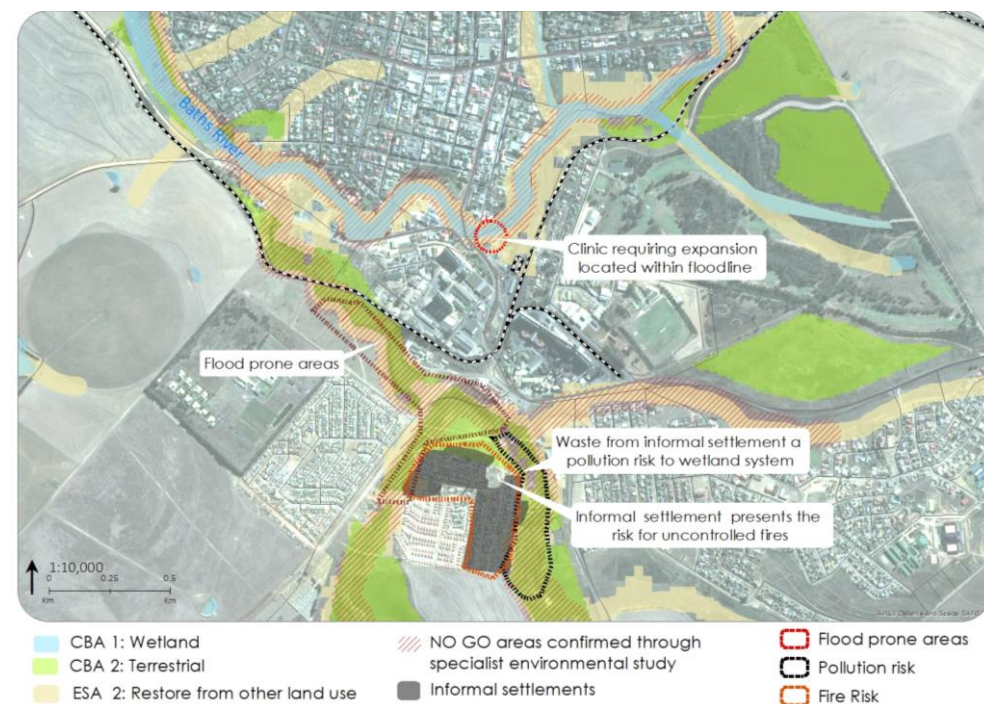 Baths River
Clinic requiring expansion
located within floodline
Flood prone areas
Waste from informal settlement a
pollution risk to wetland system
Informal settlement presents the
risk for uncontrolled fires
1:10,000
0 0.25 0.5
Km Km
CBA 1: Wetland
CBA 2: Terrestrial
ESA 2: Restore from other land use
NO GO areas confirmed through
specialist environmental study
Informal settlements
Flood prone areas
Pollution risk
Fire Risk